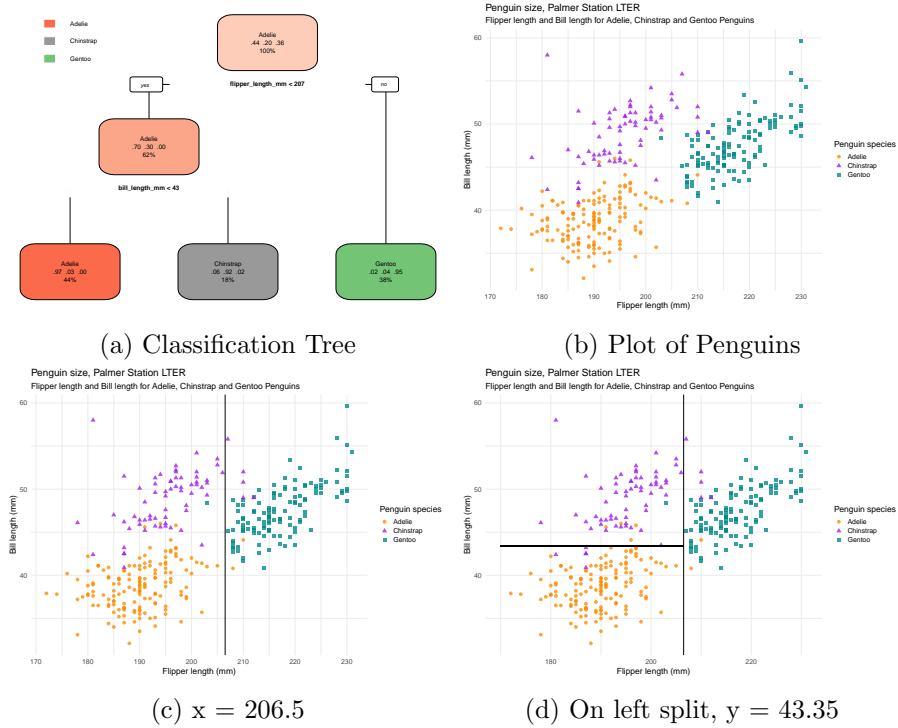 Adelie
Chinstrap
Gentoo
Adelie
.44 .20 .36
100%
yes
flipper_length_mm < 207
no
Adelie
.70 .30 .00
62%
bill_length_mm < 43
Adelie
.97 .03 .00
44%
Chinstrap
.06 .92 .02
18%
Gentoo
.02 .04 .95
38%
(a) Classification Tree
Penguin size, Palmer Station LTER
Flipper length and Bill length for Adelie, Chinstrap and Gentoo Penguins
60
50
40
Bill length (mm)
170 180 190 200 210 220 230
Flipper length (mm)
Penguin species
Adelie
Chinstrap
Gentoo
(b) Plot of Penguins
Penguin size, Palmer Station LTER
Flipper length and Bill length for Adelie, Chinstrap and Gentoo Penguins
60
50
40
Bill length (mm)
170 180 190 200 210 220 230
Flipper length (mm)
Penguin species
Adelie
Chinstrap
Gentoo
(c) x = 206.5
Penguin size, Palmer Station LTER
Flipper length and Bill length for Adelie, Chinstrap and Gentoo Penguins
60
50
40
Bill length (mm)
180 200 220
Flipper length (mm)
Penguin species
Adelie
Chinstrap
Gentoo
(d) On left split, y = 43.35